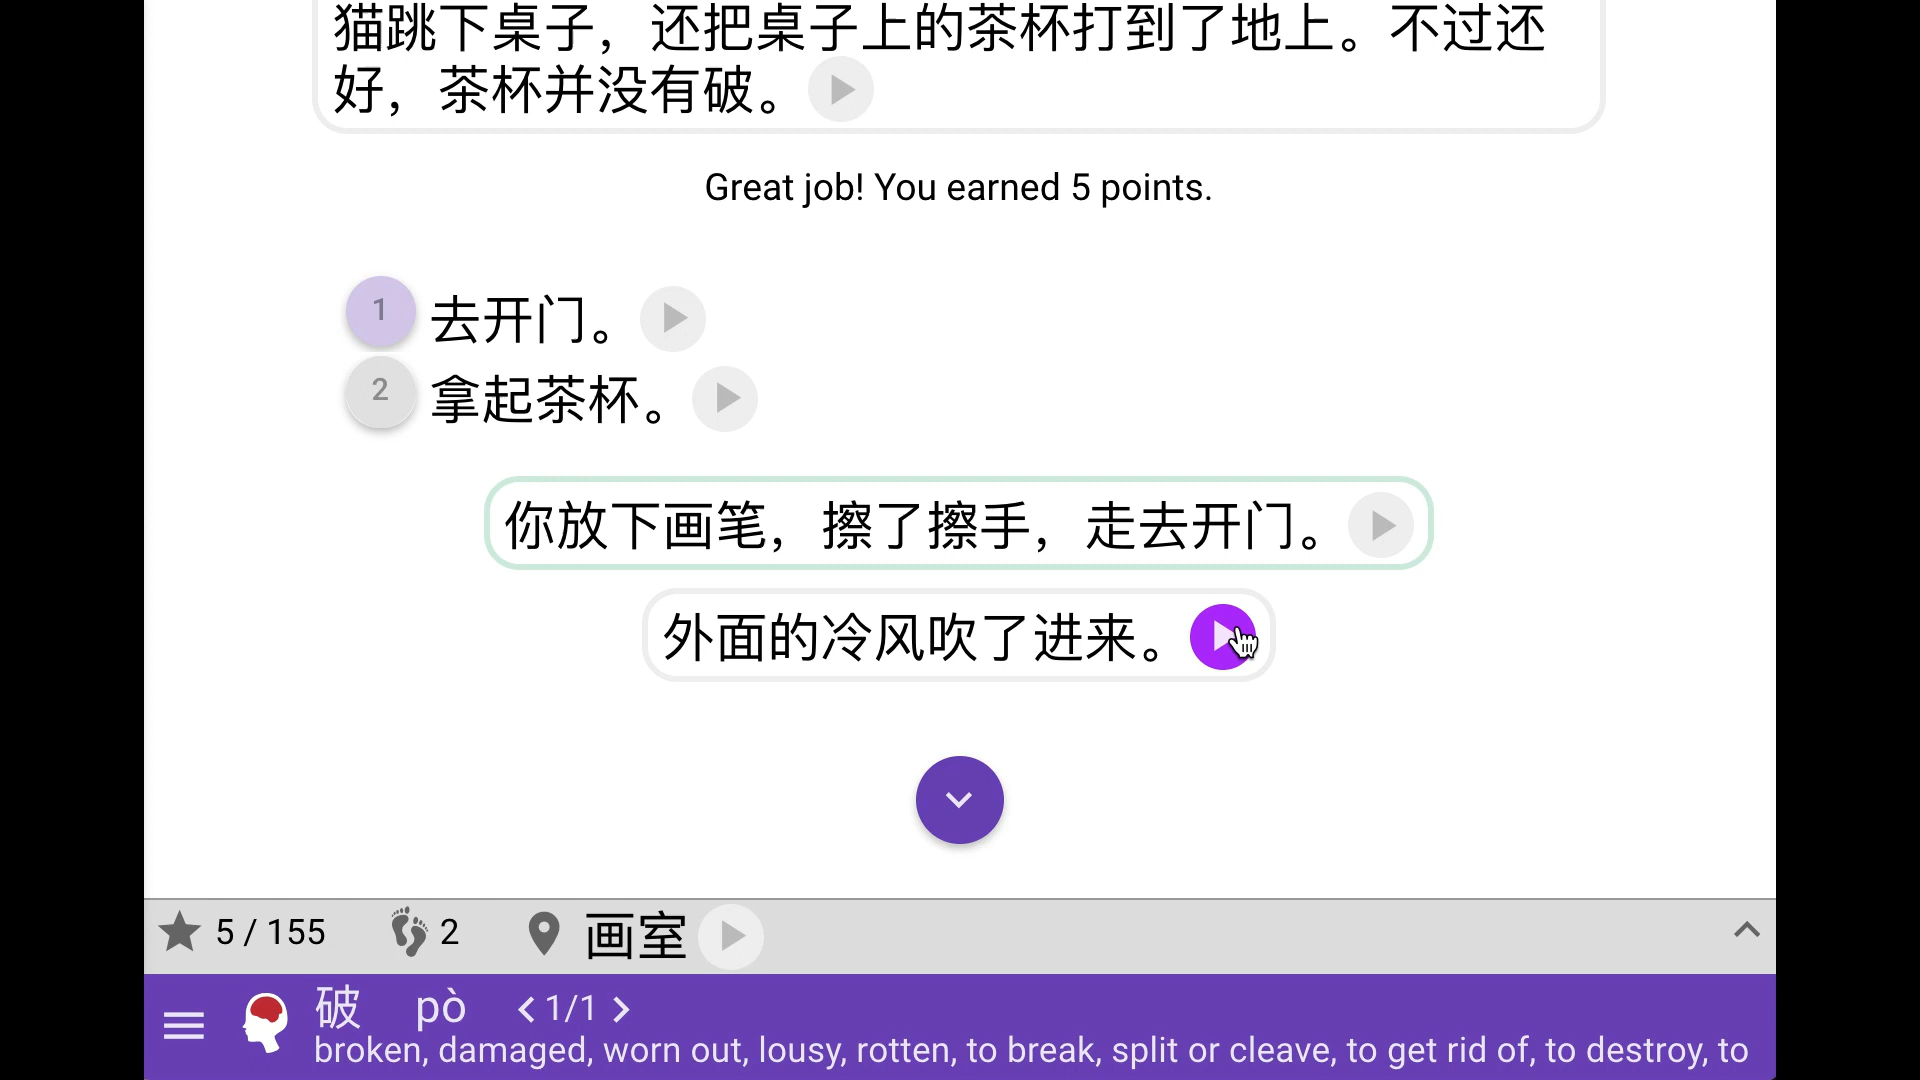 猫跳下桌子，还把桌子上的茶杯打到了地上。不过还
好，茶杯并没有破。
Great job! You earned 5 points.
1 去开门。
2 拿起茶杯。
你放下画笔，擦了擦手，走去开门。
外面的冷风吹了进来。
5 / 155 2 画室
破 pò < 1/1 >
broken, damaged, worn out, lousy, rotten, to break, split or cleave, to get rid of, to destroy, to